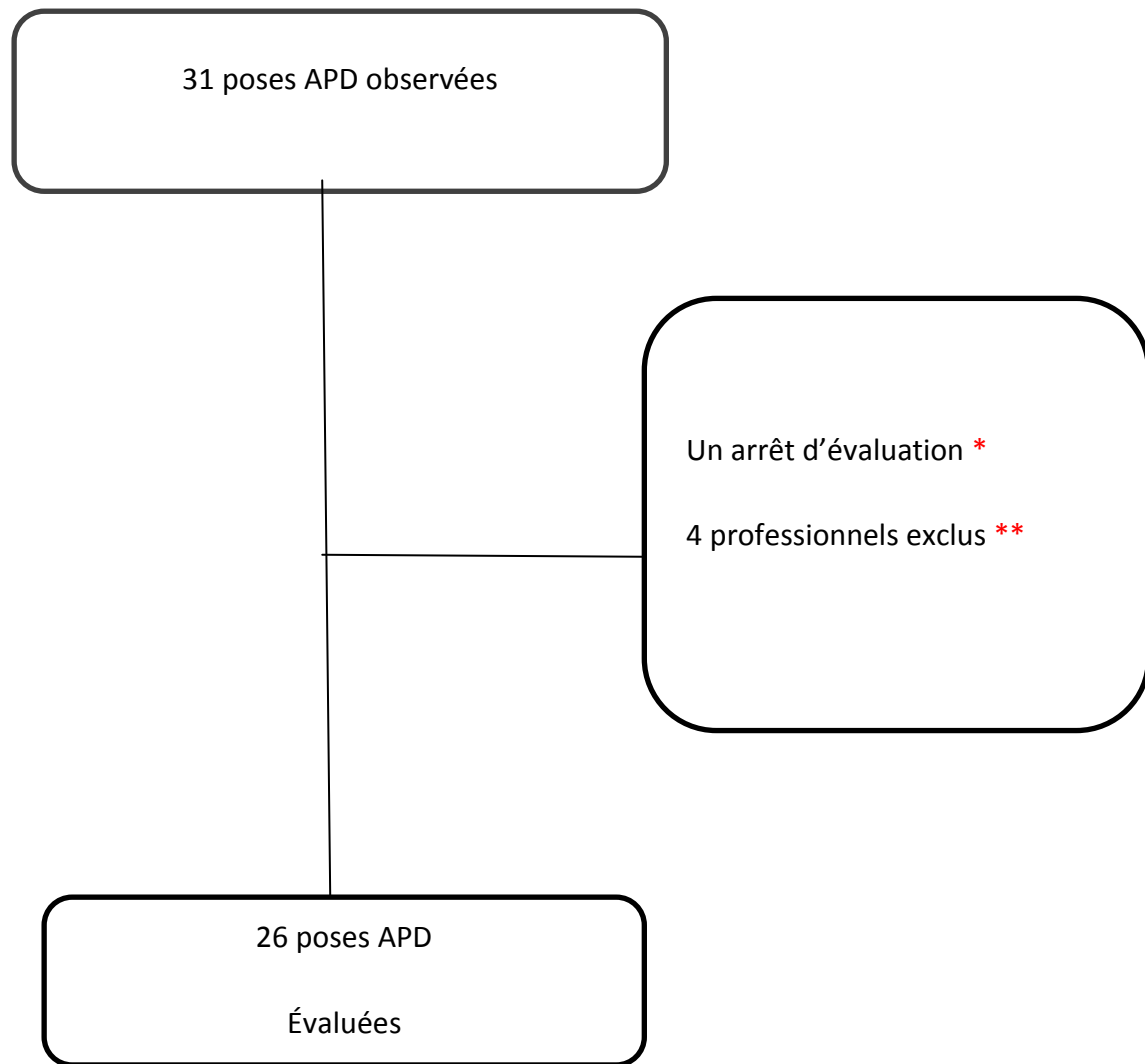 31 poses APD observées
Un arrêt d’évaluation *
4 professionnels exclus **
26 poses APD
Évaluées